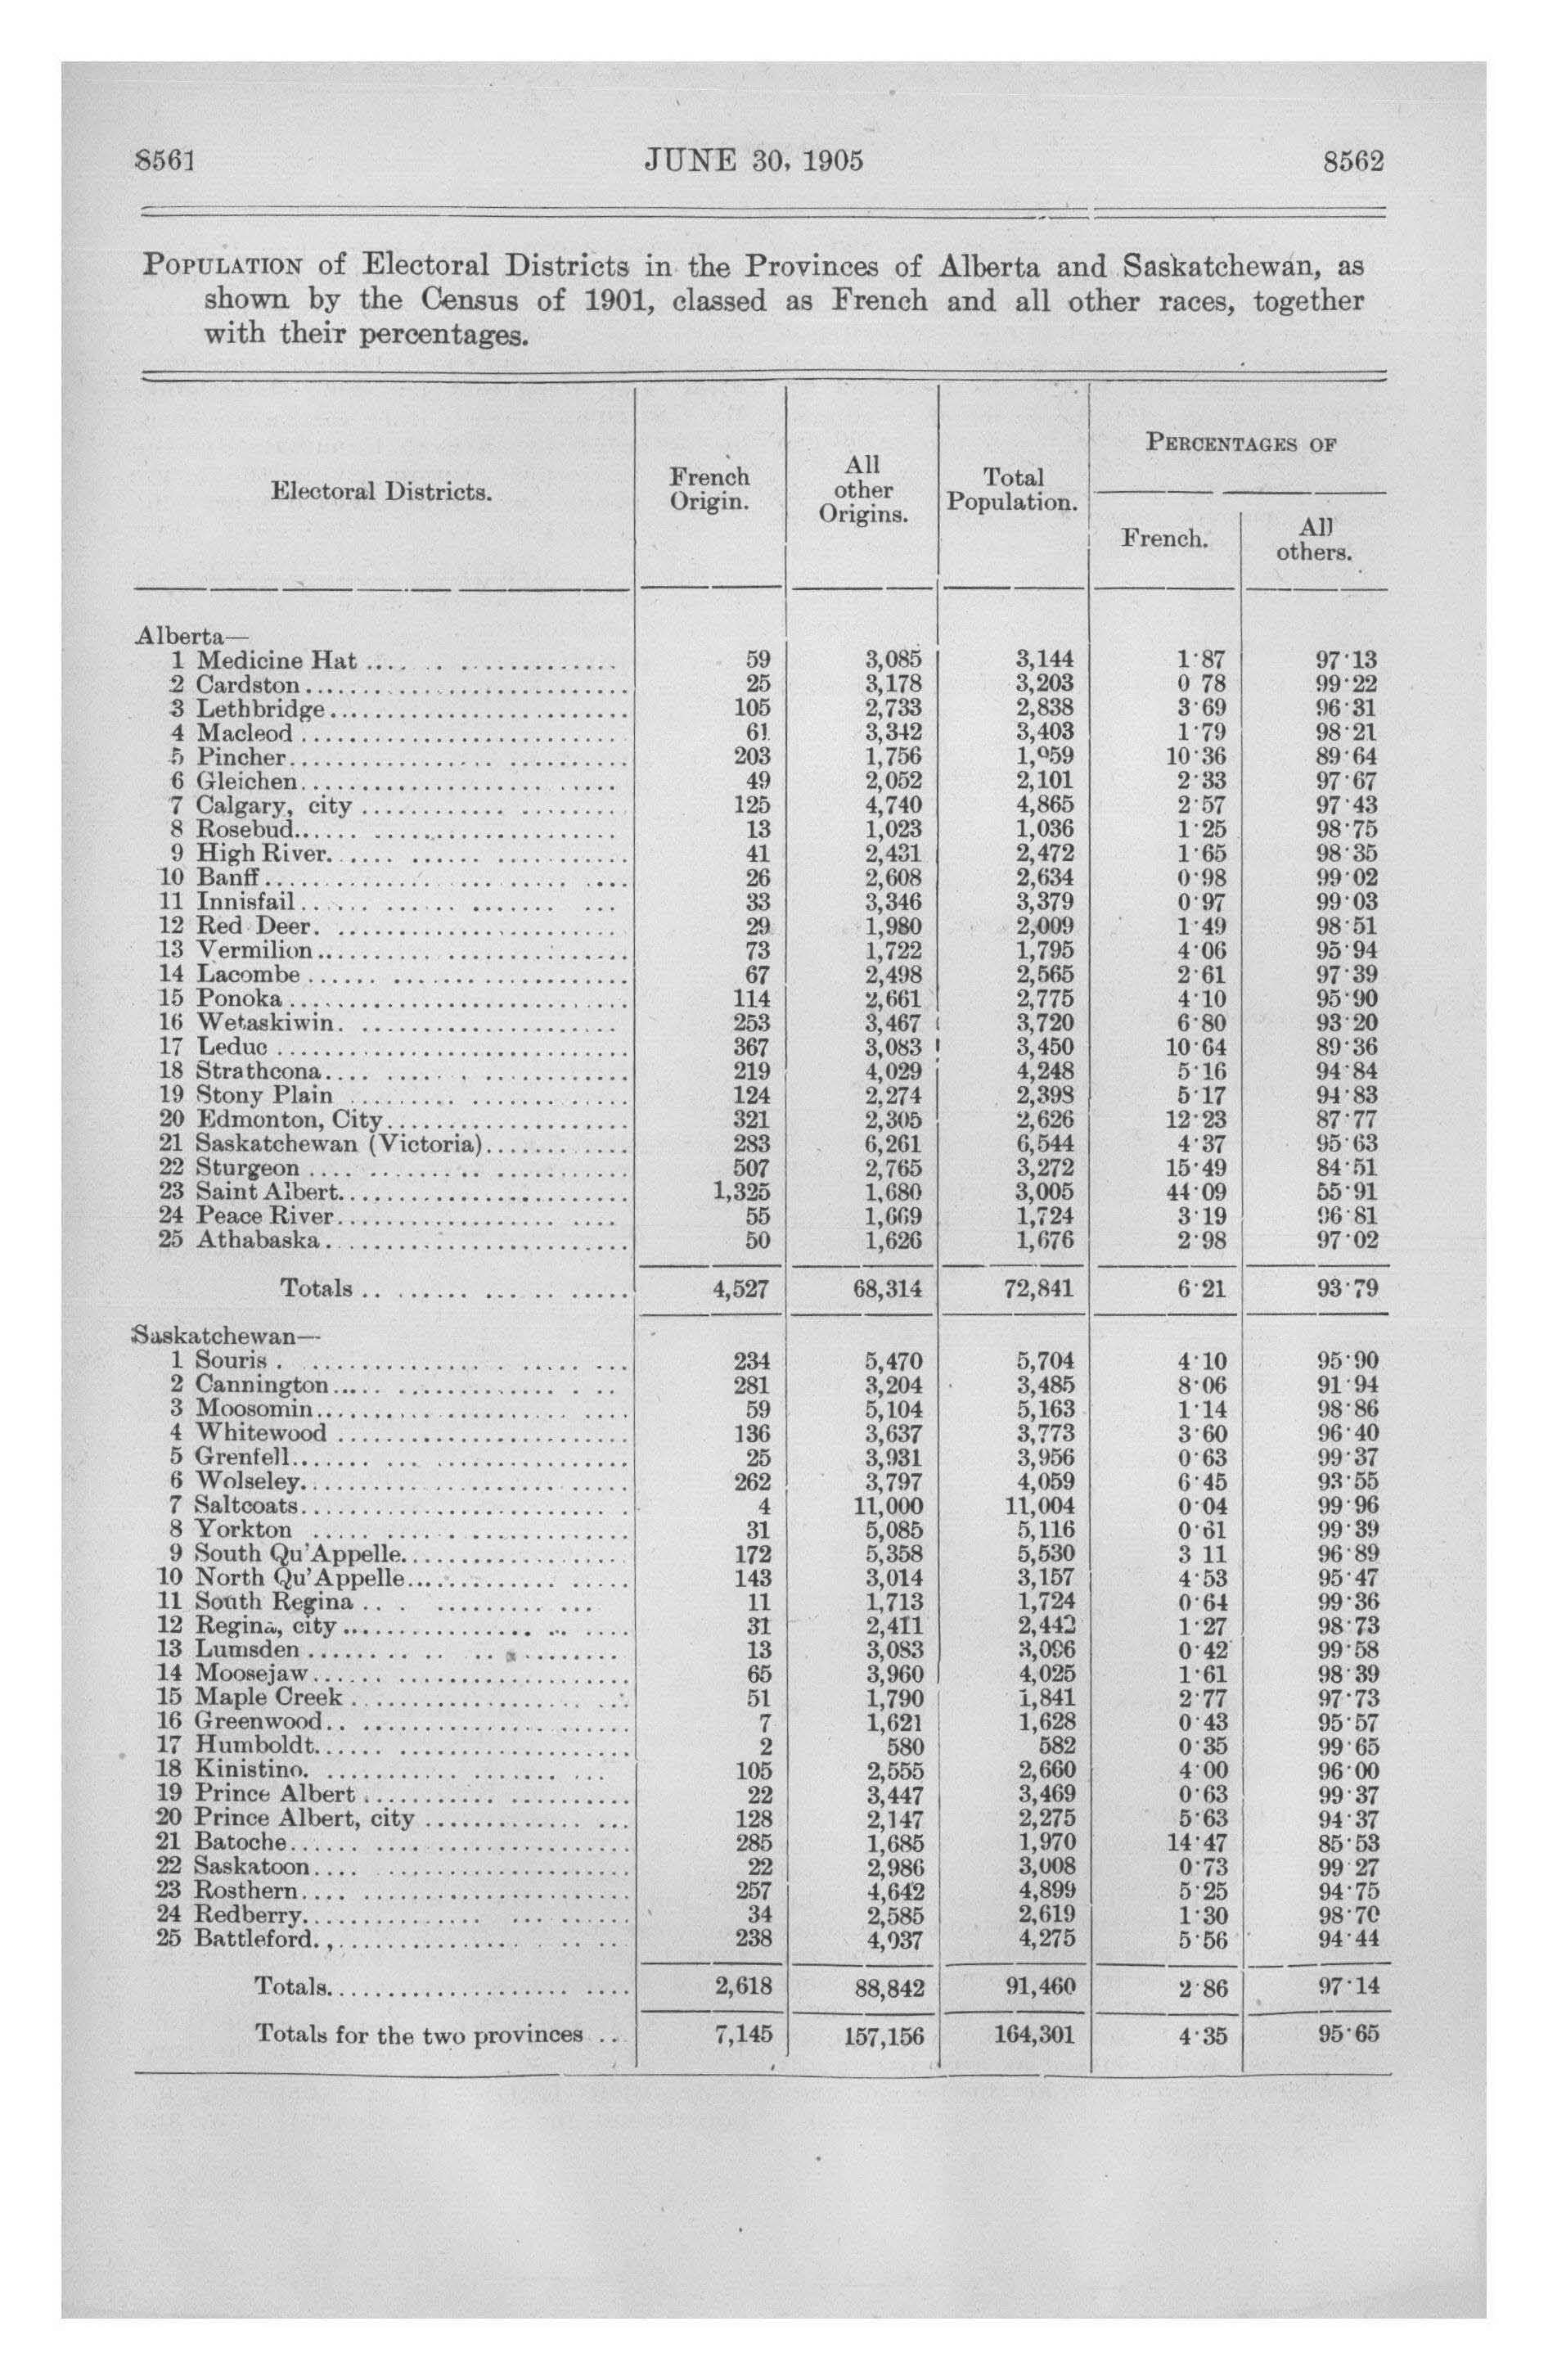 8561 JUNE 30, 1905 8562
POPULATION of Electoral Districts in the Provinces of Alberta and Saskatchewan, as
shown by the Census of 1901, classed as French and all other races, together
with their percentages.
Electoral Districts. French Origin. All other Origins. Total Population. PERCENTAGES OF
French. All others.
Alberta—
1 Medicine Hat 59 3,085 3,144 1·87 97·13
2 Cardston 25 3,178 3,203 0 78 99·22
3 Lethbridge 105 2,733 2,838 3·69 96·31
4 Macleod 61 3,342 3,403 1·79 98·21
5 Pincher 203 1,756 1,959 10·36 89·64
6 Gleichen 49 2,052 2,101 2·33 97·67
7 Calgary, city 125 4,740 4,865 2·57 97·43
8 Rosebud 13 1,023 1,036 1·25 98·75
9 High River 41 2,431 2,472 1·65 98·35
10 Banff 26 2,608 2,634 0·98 99·02
11 Innisfail 33 3,346 3,379 0·97 99·03
12 Red Deer 29 1,980 2,009 1·49 98·51
13 Vermilion 73 1,722 1,795 4·06 95·94
14 Lacombe 67 2,498 2,565 2·61 97·39
15 Ponoka 114 2,661 2,775 4·10 95·90
16 Wetaskiwin 253 3,467 3,720 6·80 93·20
17 Leduc 367 3,083 3,450 10·64 89·36
18 Strathcona 219 4,029 4,248 5·16 94·84
19 Stony Plain 124 2,274 2,398 5·17 94·83
20 Edmonton, City 321 2,305 2,626 12·23 87·77
21 Saskatchewan (Victoria) 283 6,261 6,544 4·37 95·63
22 Sturgeon 507 2,765 3,272 15·49 84·51
23 Saint Albert 1,325 1,680 3,005 44·09 55·91
24 Peace River 55 1,669 1,724 3·19 96·81
25 Athabaska 50 1,626 1,676 2·98 97·02
Totals 4,527 68,314 72,841 6·21 93·79
Saskatchewan—
1 Souris 234 5,470 5,704 4·10 95·90
2 Cannington 281 3,204 3,485 8·06 91·94
3 Moosomin 59 5,104 5,163 1·14 98·86
4 Whitewood 136 3,637 3,773 3·60 96·40
5 Grenfell 25 3,931 3,956 0·63 99·37
6 Wolseley 262 3,797 4,059 6·45 93·55
7 Saltcoats 4 11,000 11,004 0·04 99·96
8 Yorkton 31 5,085 5,116 0·61 99·39
9 South Qu'Appelle 172 5,358 5,530 3 11 96·89
10 North Qu'Appelle 143 3,014 3,157 4·53 95·47
11 South Regina 11 1,713 1,724 0·64 99·36
12 Regina, city 31 2,411 2,442 1·27 98·73
13 Lumsden 13 3,083 3,096 0·42 99·58
14 Moosejaw 65 3,960 4,025 1·61 98·39
15 Maple Creek 51 1,790 1,841 2·77 97·73
16 Greenwood 7 1,621 1,628 0·43 95·57
17 Humboldt 2 580 582 0·35 99·65
18 Kinistino 105 2,555 2,660 4·00 96·00
19 Prince Albert 22 3,447 3,469 0·63 99·37
20 Prince Albert, city 128 2,147 2,275 5·63 94·37
21 Batoche 285 1,685 1,970 14·47 85·53
22 Saskatoon 22 2,986 3,008 0·73 99·27
23 Rosthern 257 4,642 4,899 5·25 94·75
24 Redberry 34 2,585 2,619 1·30 98·70
25 Battleford 238 4,037 4,275 5·56 94·44
Totals 2,618 88,842 91,460 2·86 97·14
Totals for the two provinces 7,145 157,156 164,301 4·35 95·65